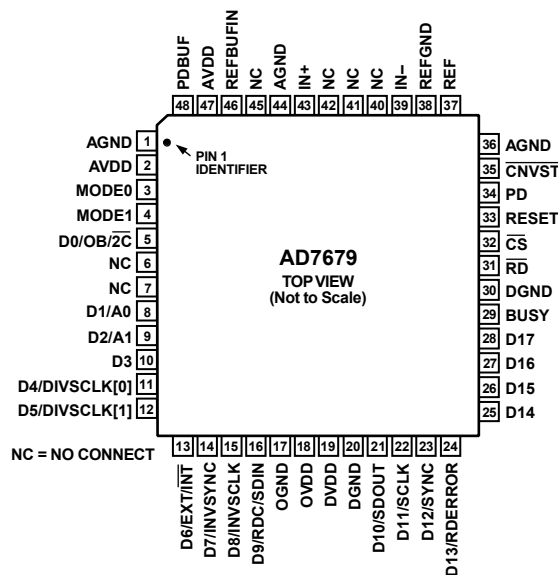 PDBUF
AVDD
REFBUFIN
NC
AGND
IN+
NC
NC
NC
IN–
REFGND
REF
48 47 46 45 44 43 42 41 40 39 38 37
AGND 1
AVDD 2
MODE0 3
MODE1 4
D0/OB/2C̅ 5
NC 6
NC 7
D1/A0 8
D2/A1 9
D3 10
D4/DIVSCLK[0] 11
D5/DIVSCLK[1] 12
PIN 1
IDENTIFIER
AD7679
TOP VIEW
(Not to Scale)
36 AGND
35 C̅N̅V̅S̅T̅
34 PD
33 RESET
32 C̅S̅
31 R̅D̅
30 DGND
29 BUSY
28 D17
27 D16
26 D15
25 D14
NC = NO CONNECT
13 14 15 16 17 18 19 20 21 22 23 24
D6/EXT/I̅N̅T̅
D7/INVSYNC
D8/INVSCLK
D9/RDC/SDIN
OGND
OVDD
DVDD
DGND
D10/SDOUT
D11/SCLK
D12/SYNC
D13/RDERROR